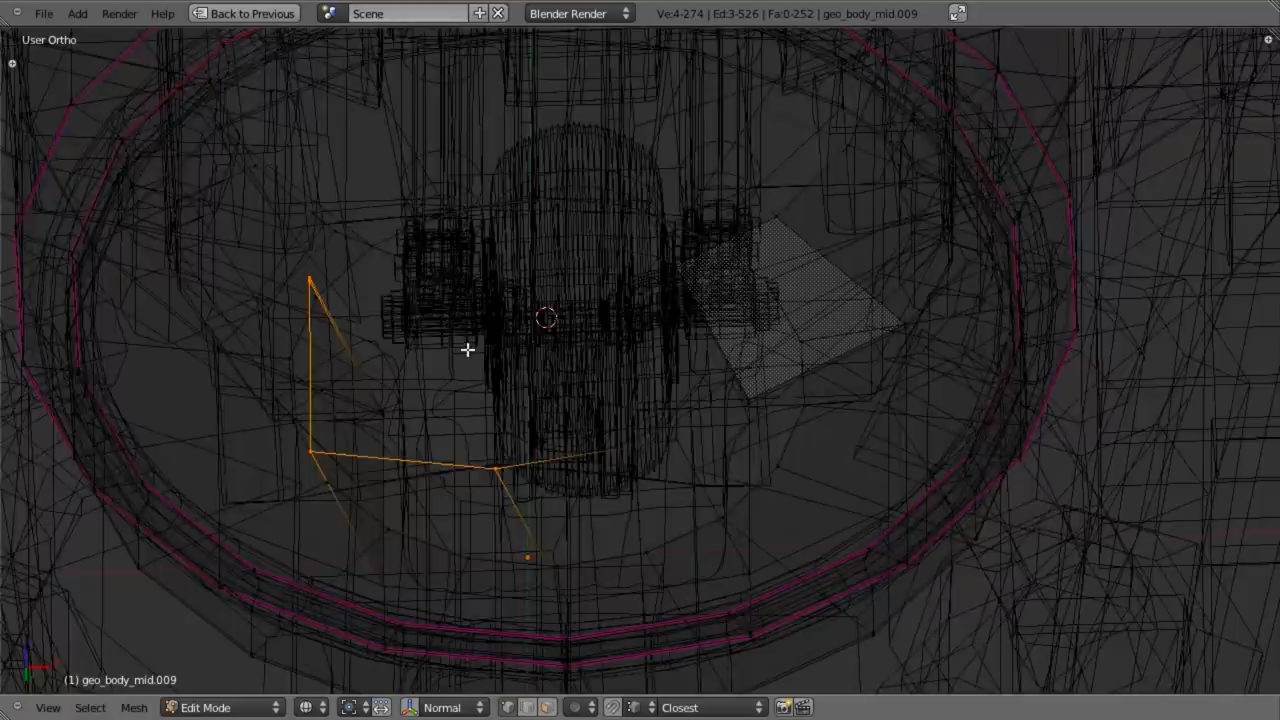 File Add Render Help Back to Previous Scene Blender Render Ve:4-274 | Ed:3-526 | Fa:0-252 | geo_body_mid.009
User Ortho
(1) geo_body_mid.009
View Select Mesh Edit Mode Normal Closest